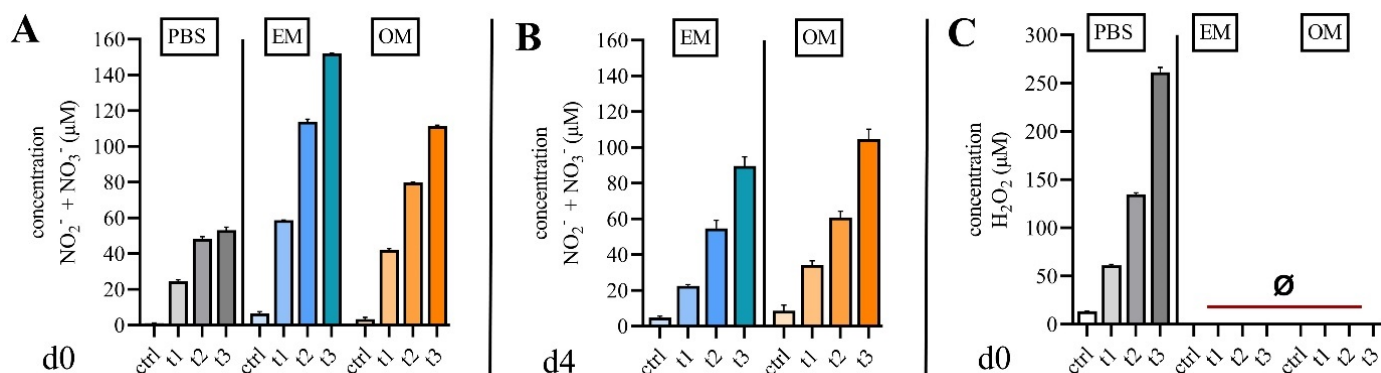 A
PBS
EM
OM
concentration
NO₂⁻ + NO₃⁻ (μM)
160
140
120
100
80
60
40
20
0
ctrl t1 t2 t3 ctrl t1 t2 t3 ctrl t1 t2 t3
d0
B
EM
OM
concentration
NO₂⁻ + NO₃⁻ (μM)
160
140
120
100
80
60
40
20
0
ctrl t1 t2 t3 ctrl t1 t2 t3
d4
C
PBS
EM
OM
concentration
H₂O₂ (μM)
300
250
200
150
100
50
0
Ø
ctrl t1 t2 t3 ctrl t1 t2 t3 ctrl t1 t2 t3
d0